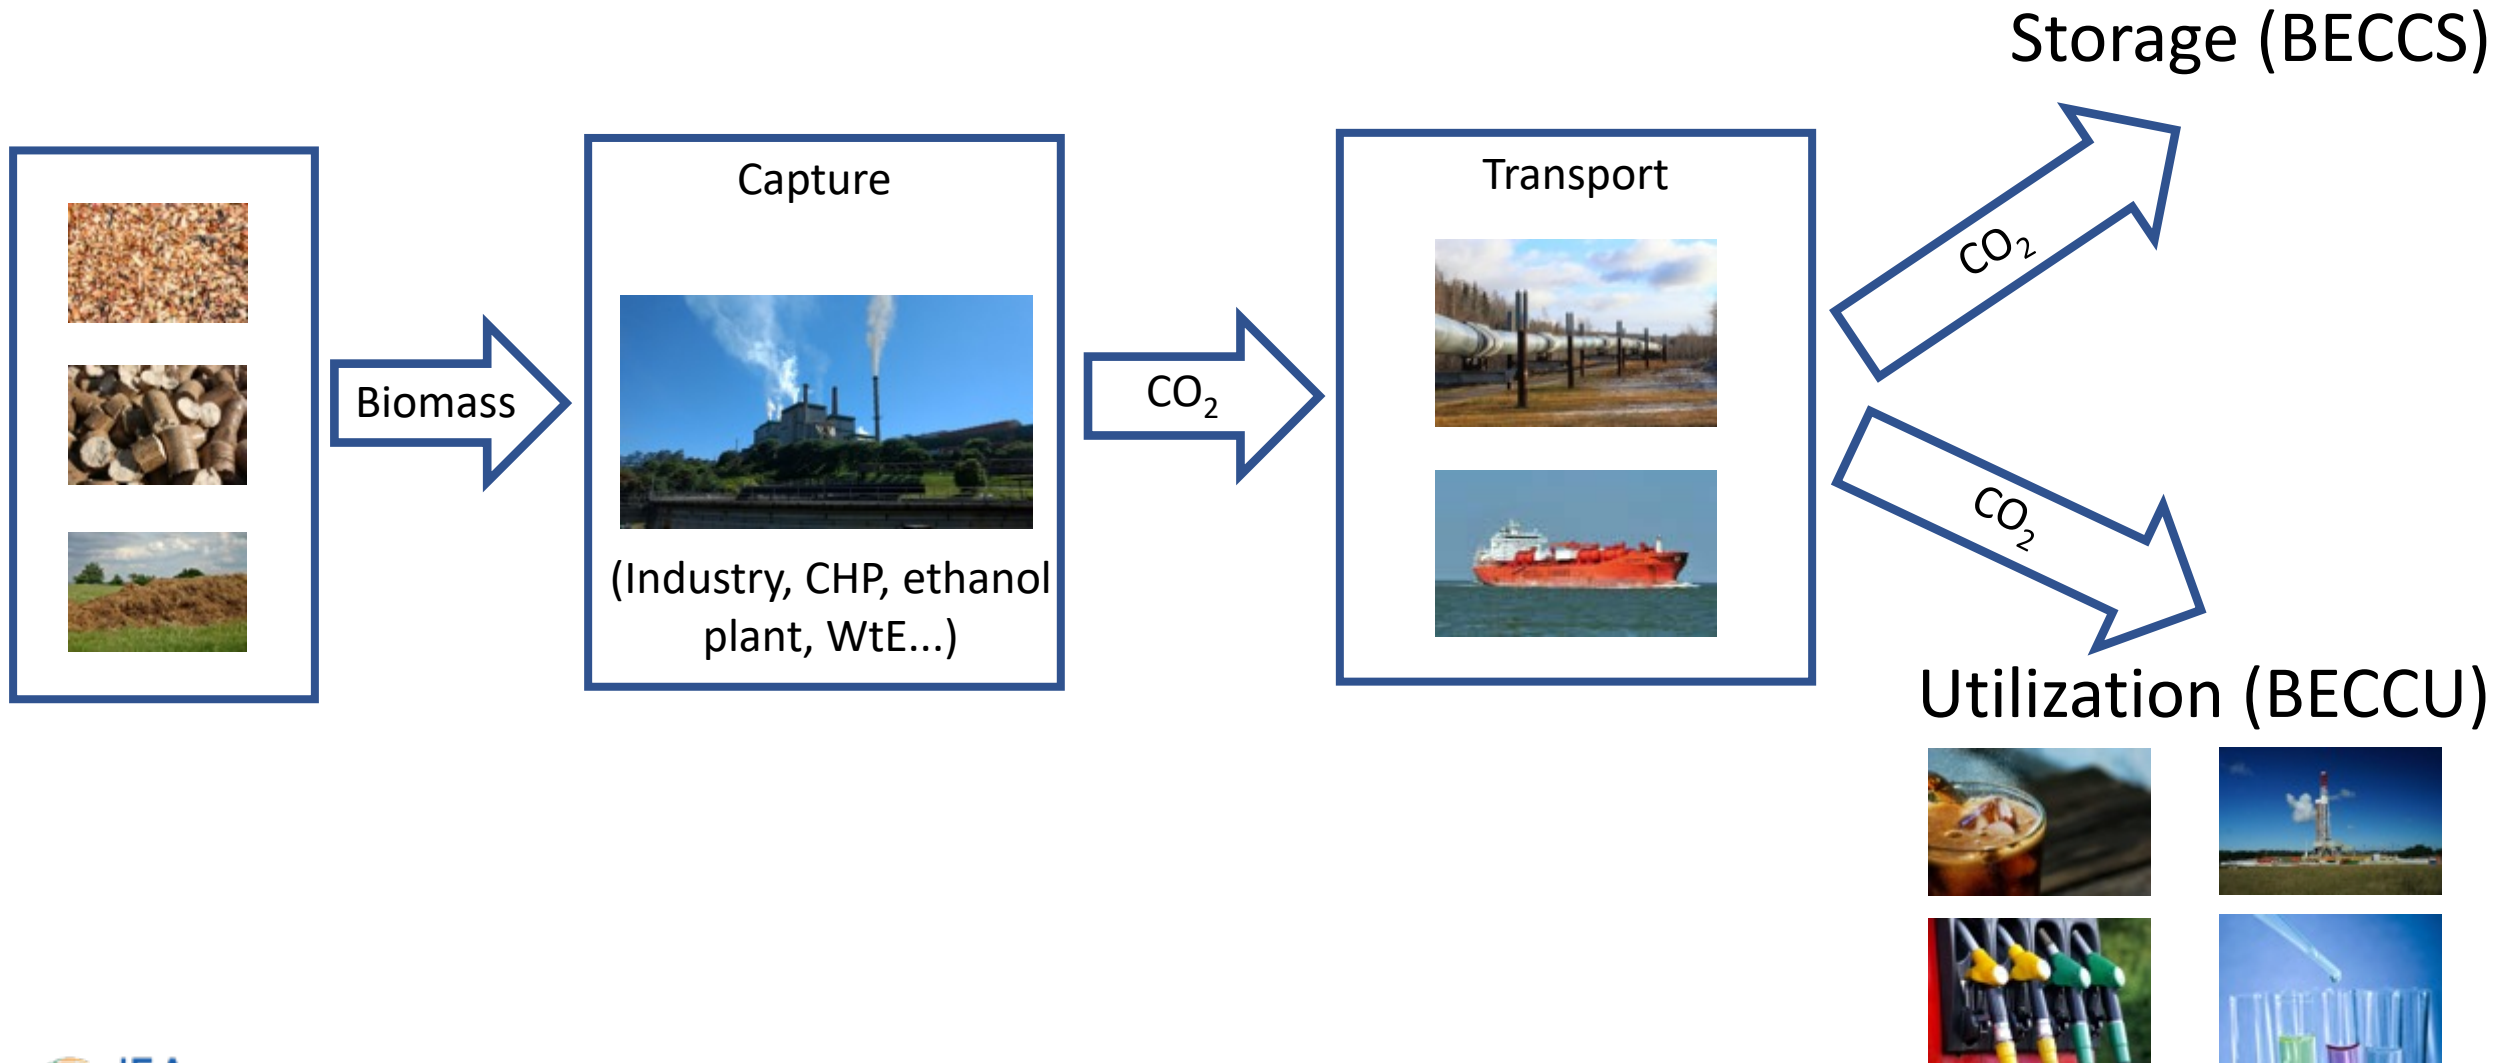 Storage (BECCS)
Capture
Transport
Biomass
CO2
CO2
CO2
(Industry, CHP, ethanol
plant, WtE...)
Utilization (BECCU)